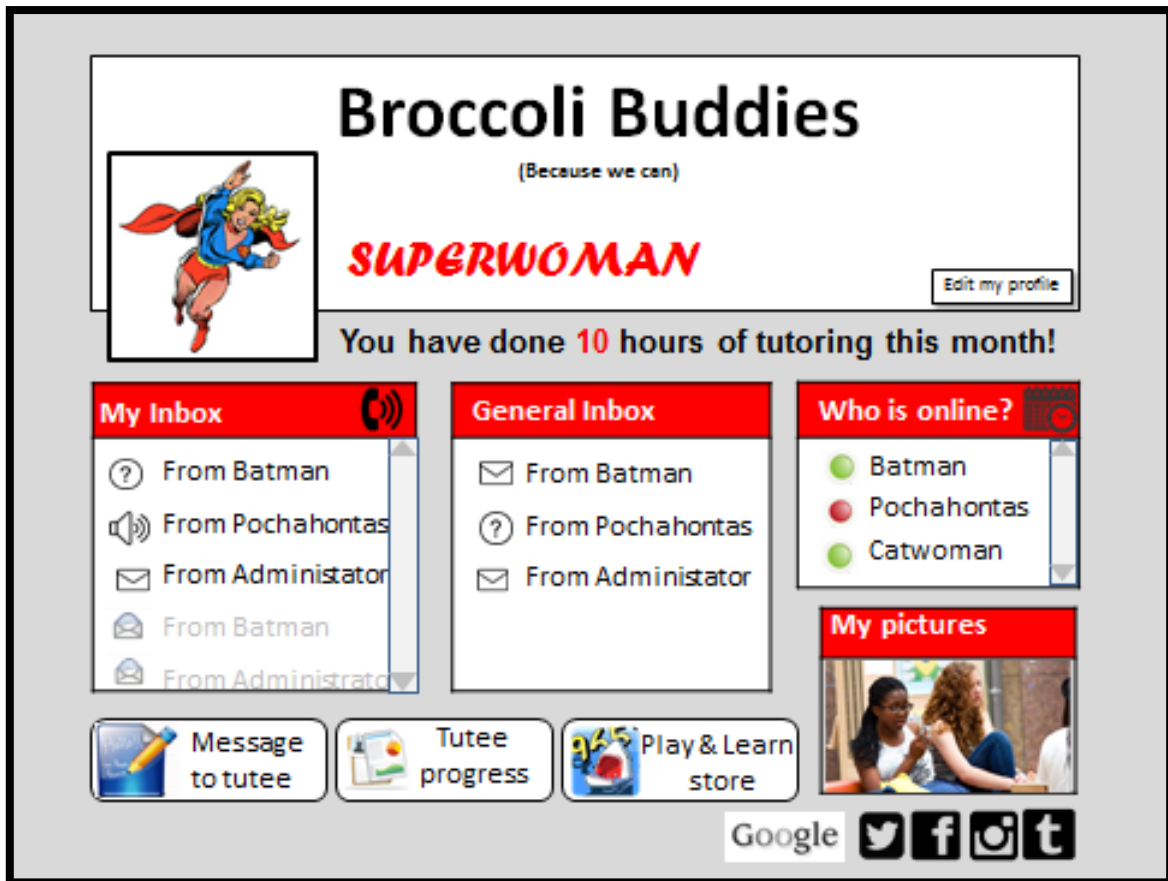 Broccoli Buddies
(Because we can)
SUPERWOMAN
Edit my profile
You have done 10 hours of tutoring this month!
My Inbox
From Batman
From Pochahontas
From Administator
From Batman
From Administrato
General Inbox
From Batman
From Pochahontas
From Administator
Who is online?
Batman
Pochahontas
Catwoman
My pictures
Message
to tutee
Tutee
progress
965
Play & Learn
store
Google